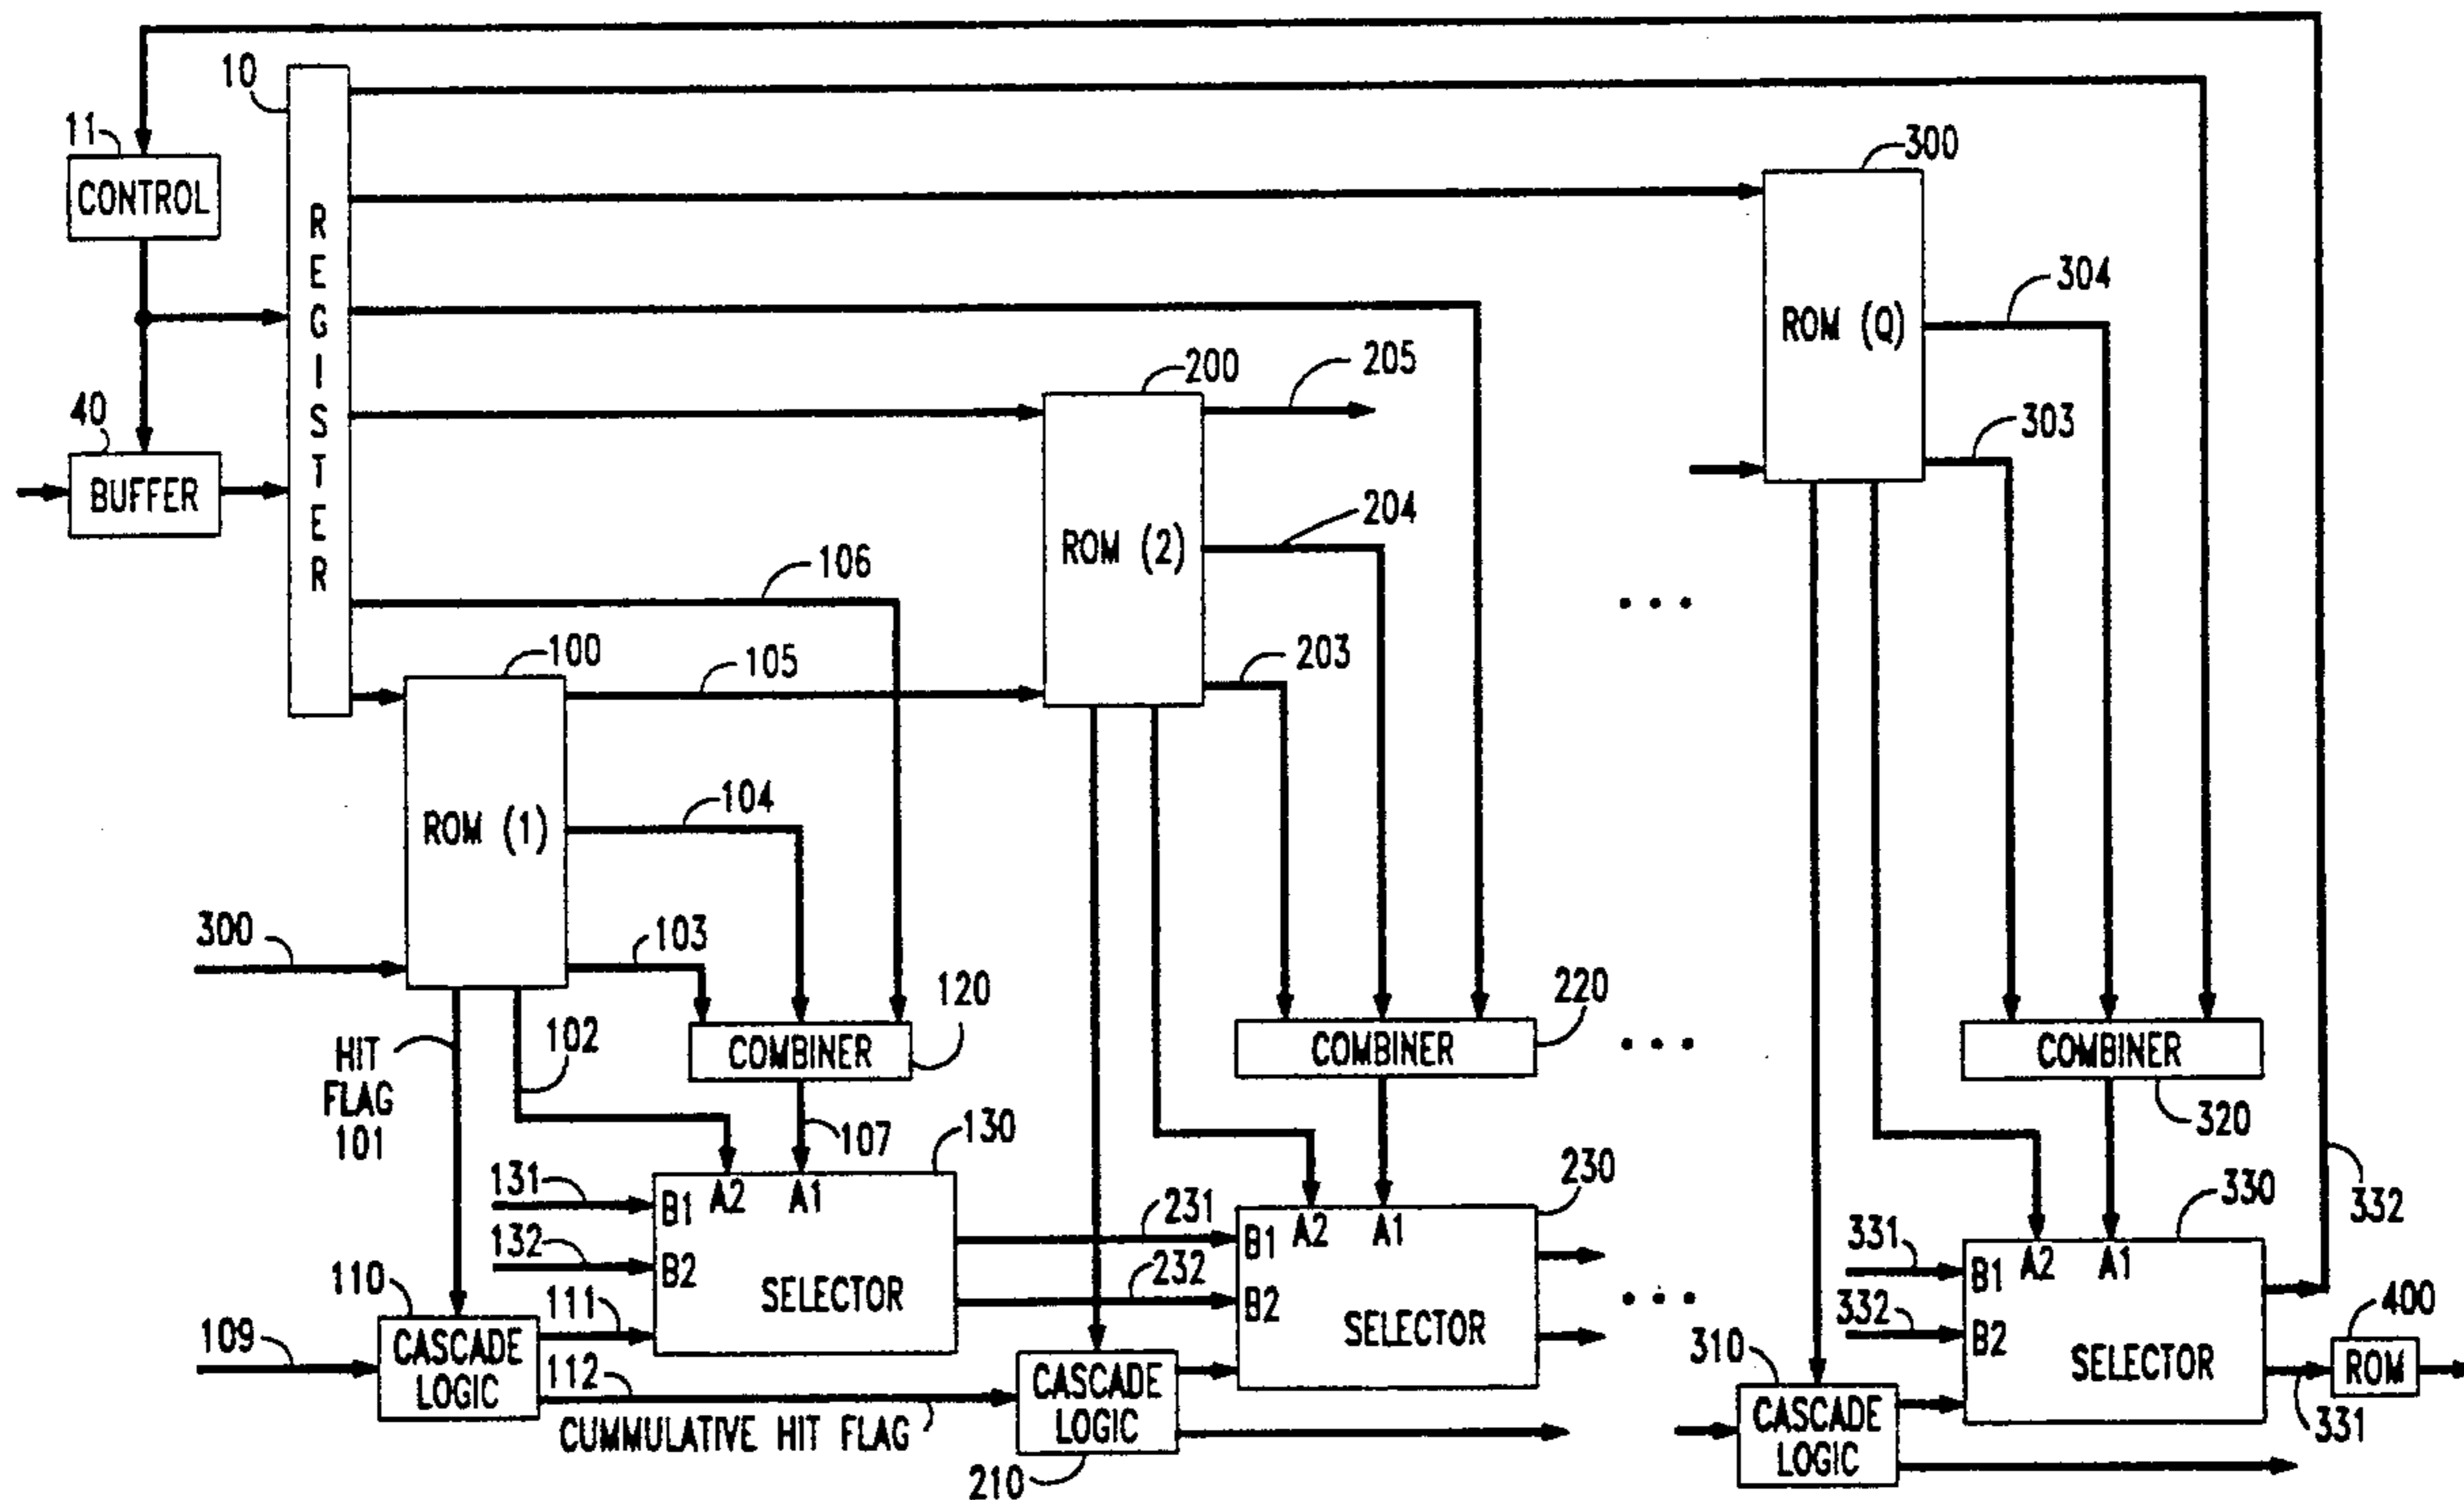 10
11
CONTROL
REGISTER
300
ROM (Q)
304
303
40
BUFFER
200
205
ROM (2)
204
203
106
100
105
104
ROM (1)
300
103
120
COMBINER
220
COMBINER
COMBINER
320
HIT
FLAG
101
102
107
130
131
B1
A2
A1
132
B2
SELECTOR
231
232
230
B1
A2
A1
B2
SELECTOR
331
B1
A2
A1
330
332
332
B2
SELECTOR
400
ROM
331
110
111
109
CASCADE
LOGIC
112
CUMMULATIVE HIT FLAG
CASCADE
LOGIC
210
310
CASCADE
LOGIC